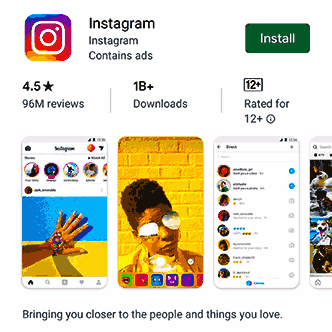 Instagram
Instagram
Contains ads
Install
4.5★
96M reviews
1B+
Downloads
12+
Rated for
12+
Instagram
Direct
Bringing you closer to the people and things you love.